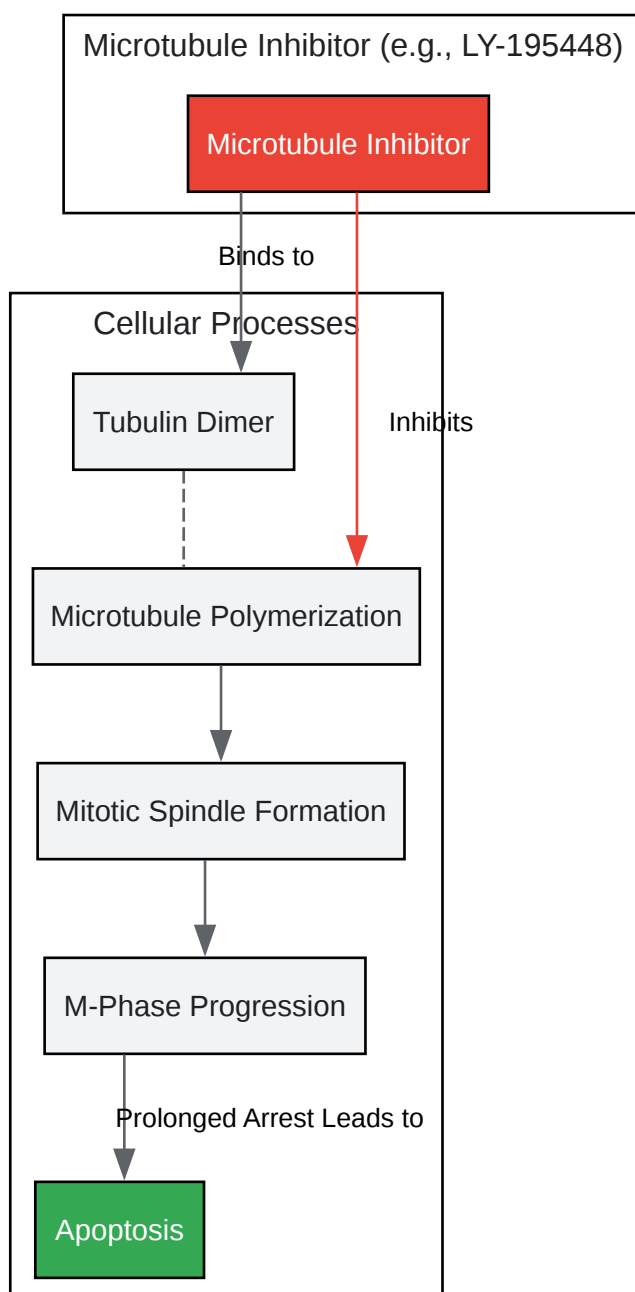 Microtubule Inhibitor (e.g., LY-195448)
Microtubule Inhibitor
Binds to
Cellular Processes
Tubulin Dimer
Inhibits
Microtubule Polymerization
Mitotic Spindle Formation
M-Phase Progression
Prolonged Arrest Leads to
Apoptosis